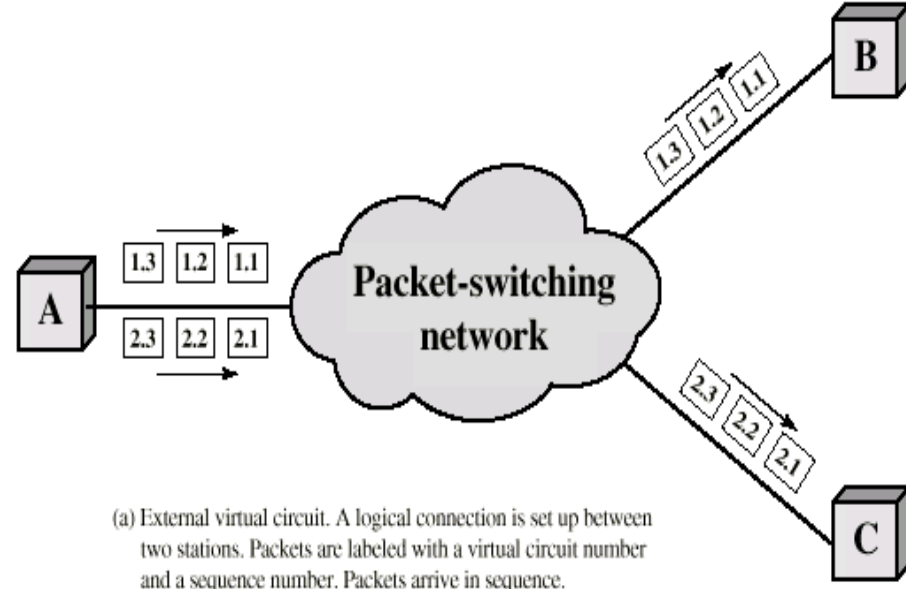 B
1.3 1.2 1.1
1.3 1.2 1.1
A
Packet-switching
network
2.3 2.2 2.1
2.3 2.2 2.1
C
(a) External virtual circuit. A logical connection is set up between
two stations. Packets are labeled with a virtual circuit number
and a sequence number. Packets arrive in sequence.